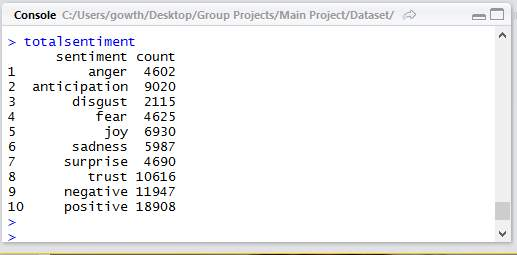 Console C:/Users/gowth/Desktop/Group Projects/Main Project/Dataset/
> totalsentiment
      sentiment count
1         anger  4602
2  anticipation  9020
3       disgust  2115
4          fear  4625
5           joy  6930
6       sadness  5987
7      surprise  4690
8         trust 10616
9      negative 11947
10     positive 18908
>
>